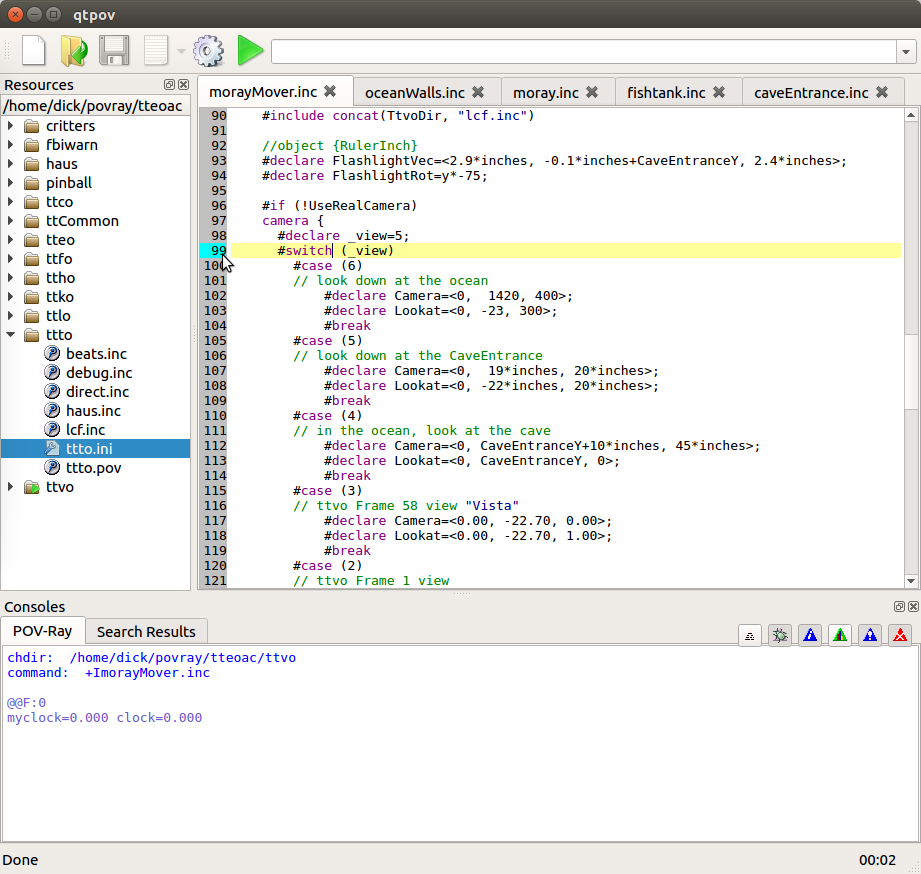 qtpov
Resources
/home/dick/povray/tteoac
critters
fbiwarn
haus
pinball
ttco
ttCommon
tteo
ttfo
ttho
ttko
ttlo
ttto
beats.inc
debug.inc
direct.inc
haus.inc
lcf.inc
ttto.ini
ttto.pov
ttvo
morayMover.inc oceanWalls.inc moray.inc fishtank.inc caveEntrance.inc
90 #include concat(TtvoDir, "lcf.inc")
91
92 //object {RulerInch}
93 #declare FlashlightVec=<2.9*inches, -0.1*inches+CaveEntranceY, 2.4*inches>;
94 #declare FlashlightRot=y*-75;
95
96 #if (!UseRealCamera)
97 camera {
98 #declare _view=5;
99 #switch (_view)
100 #case (6)
101 // look down at the ocean
102 #declare Camera=<0,  1420, 400>;
103 #declare Lookat=<0, -23, 300>;
104 #break
105 #case (5)
106 // look down at the CaveEntrance
107 #declare Camera=<0,  19*inches, 20*inches>;
108 #declare Lookat=<0, -22*inches, 20*inches>;
109 #break
110 #case (4)
111 // in the ocean, look at the cave
112 #declare Camera=<0, CaveEntranceY+10*inches, 45*inches>;
113 #declare Lookat=<0, CaveEntranceY, 0>;
114 #break
115 #case (3)
116 // ttvo Frame 58 view "Vista"
117 #declare Camera=<0.00, -22.70, 0.00>;
118 #declare Lookat=<0.00, -22.70, 1.00>;
119 #break
120 #case (2)
121 // ttvo Frame 1 view
Consoles
POV-Ray Search Results
chdir:  /home/dick/povray/tteoac/ttvo
command:  +ImorayMover.inc
@@F:0
myclock=0.000 clock=0.000
Done 00:02